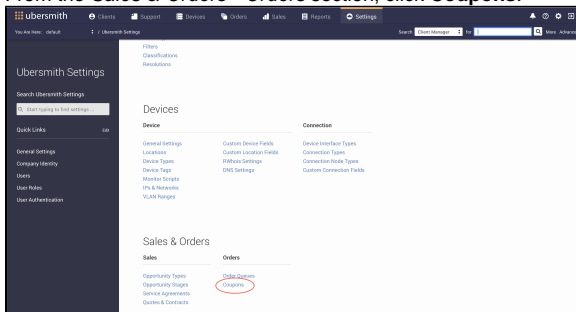 From the Sales & Orders - Orders section, click Coupons.
ubersmith Clients Support Devices Orders Sales Reports Settings
You Are Here: default / Ubersmith Settings Search Client Manager for More Advanced
Filters
Classifications
Resolutions
Ubersmith Settings
Search Ubersmith Settings
Start typing to find settings ...
Quick Links Edit
General Settings
Company Identity
Users
User Roles
User Authentication
Devices
Device Connection
General Settings Custom Device Fields Device Interface Types
Locations Custom Location Fields Connection Types
Device Types RWhois Settings Connection Node Types
Device Tags DNS Settings Custom Connection Fields
Monitor Scripts
IPs & Networks
VLAN Ranges
Sales & Orders
Sales Orders
Opportunity Types Order Queues
Opportunity Stages Coupons
Service Agreements
Quotes & Contracts